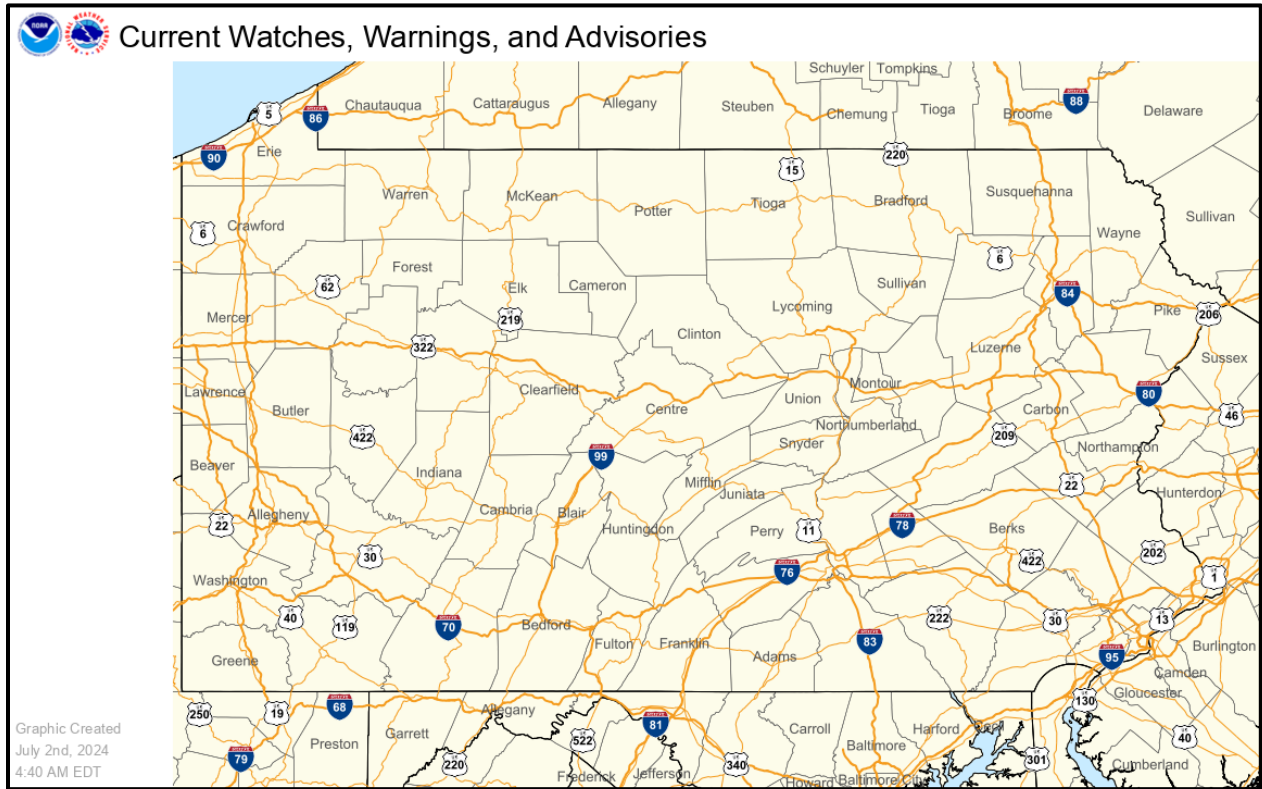 NOAA
Current Watches, Warnings, and Advisories
Schuyler Tompkins
Chautauqua Cattaraugus Allegany Steuben Chemung Tioga Broome 88 Delaware
5
86
90 Erie
220
15
Warren McKean Potter Tioga Bradford Susquehanna
Crawford
6
Sullivan
Wayne
Forest
6
62 Elk Cameron Sullivan
84
Mercer
219
Lycoming
Pike 206
322
Clinton
Luzerne
Sussex
Lawrence Clearfield Montour
80
Butler
Centre Union Carbon
46
422
Northumberland
209
Snyder
Northampton
Beaver
99
Indiana
Mifflin
22
Juniata
Hunterdon
Allegheny
22
Cambria Blair
Huntingdon
Perry 11
78
Berks
30
422
202
Washington
76
1
40
119
70
Bedford
222
30
13
Fulton Franklin
83
Greene
Adams
95
Burlington
Camden
Gloucester
250
19
68
Allegany
130
81
Carroll Harford Cecil
Preston Garrett
522
Baltimore
40
79
220
340
301
Cumberland
Frederick Jefferson
Howard Baltimore City
Graphic Created
July 2nd, 2024
4:40 AM EDT